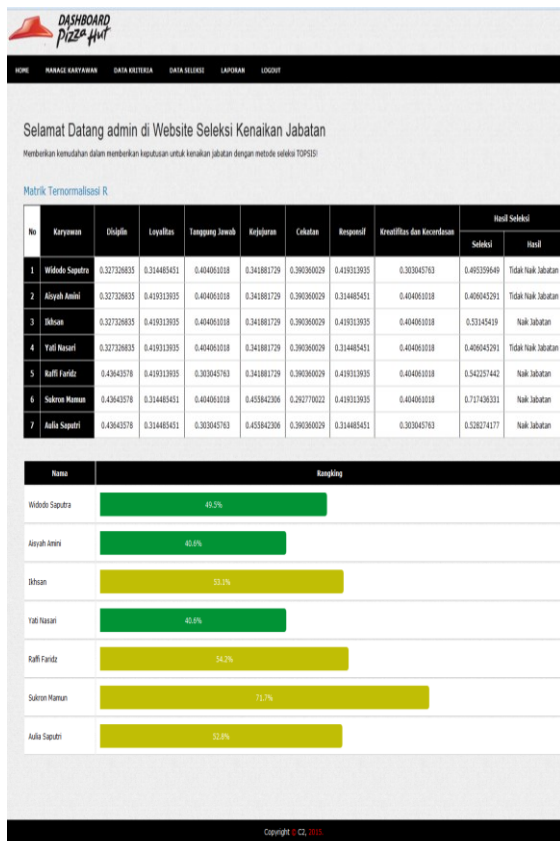 DASHBOARD
Pizza Hut
HOME MANAGE KARYAWAN DATA KRITERIA DATA SELEKSI LAPORAN LOGOUT
Selamat Datang admin di Website Seleksi Kenaikan Jabatan
Memberikan kemudahan dalam memberikan keputusan untuk kenaikan jabatan dengan metode seleksi TOPSIS!
Matrik Ternormalisasi R
No Karyawan Disiplin Loyalitas Tanggung Jawab Kejujuran Cekatan Responsif Kreatifitas dan Kecerdasan Hasil Seleksi
Seleksi Hasil
1 Widodo Saputra 0.327326835 0.314485451 0.404061018 0.341881729 0.390360029 0.419313935 0.303045763 0.495359649 Tidak Naik Jabatan
2 Aisyah Amini 0.327326835 0.419313935 0.404061018 0.341881729 0.390360029 0.314485451 0.404061018 0.406045291 Tidak Naik Jabatan
3 Ikhsan 0.327326835 0.419313935 0.404061018 0.341881729 0.390360029 0.419313935 0.404061018 0.53145419 Naik Jabatan
4 Yati Nasari 0.327326835 0.419313935 0.404061018 0.341881729 0.390360029 0.314485451 0.404061018 0.406045291 Tidak Naik Jabatan
5 Raffi Faridz 0.43643578 0.419313935 0.303045763 0.341881729 0.390360029 0.419313935 0.404061018 0.542257442 Naik Jabatan
6 Sukron Mamun 0.43643578 0.314485451 0.404061018 0.455842306 0.292770022 0.419313935 0.404061018 0.717436331 Naik Jabatan
7 Aulia Saputri 0.43643578 0.314485451 0.303045763 0.455842306 0.390360029 0.314485451 0.303045763 0.528274177 Naik Jabatan
Nama Rangking
Widodo Saputra 49.5%
Aisyah Amini 40.6%
Ikhsan 53.1%
Yati Nasari 40.6%
Raffi Faridz 54.2%
Sukron Mamun 71.7%
Aulia Saputri 52.8%
Copyright © C2, 2015.